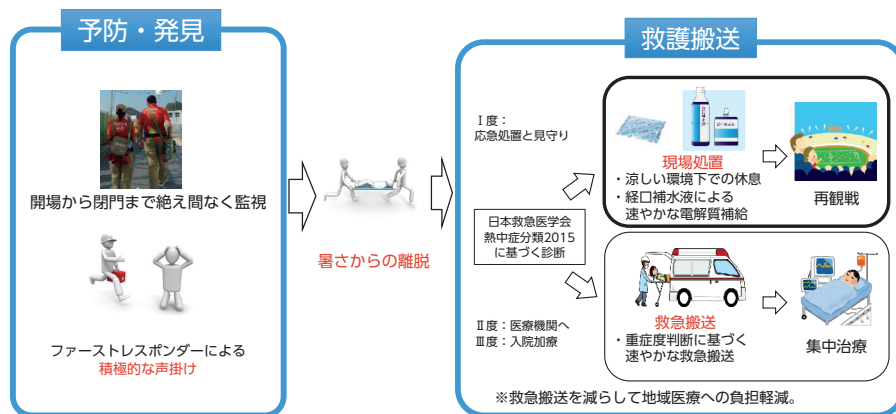 予防・発見
開場から閉門まで絶え間なく監視
ファーストレスポンダーによる
積極的な声掛け
暑さからの離脱
救護搬送
Ⅰ度：
応急処置と見守り
日本救急医学会
熱中症分類2015
に基づく診断
Ⅱ度：医療機関へ
Ⅲ度：入院加療
現場処置
・涼しい環境下での休息
・経口補水液による
速やかな電解質補給
再観戦
救急搬送
・重症度判断に基づく
速やかな救急搬送
集中治療
※救急搬送を減らして地域医療への負担軽減。